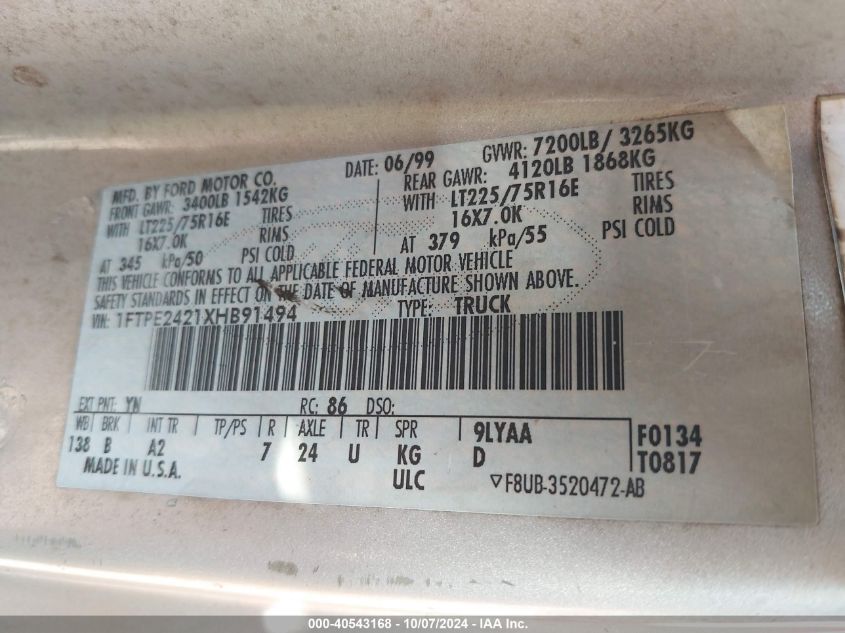 MFD. BY FORD MOTOR CO.
DATE: 06/99
GVWR: 7200LB/ 3265KG
FRONT GAWR: 3400LB 1542KG
REAR GAWR: 4120LB 1868KG
WITH LT225/75R16E TIRES
WITH LT225/75R16E TIRES
16X7.0K RIMS
16X7.0K RIMS
AT 345 kPa/50 PSI COLD
AT 379 kPa/55 PSI COLD
THIS VEHICLE CONFORMS TO ALL APPLICABLE FEDERAL MOTOR VEHICLE
SAFETY STANDARDS IN EFFECT ON THE DATE OF MANUFACTURE SHOWN ABOVE.
VIN: 1FTPE2421XHB91494
TYPE: TRUCK
EXT PNT: YN RC: 86 DSO:
WB BRK INT TR TP/PS R AXLE TR SPR 9LYAA F0134
138 B A2 7 24 U KG D T0817
MADE IN U.S.A. ULC ▽F8UB-3520472-AB
000-40543168 - 10/07/2024 - IAA Inc.